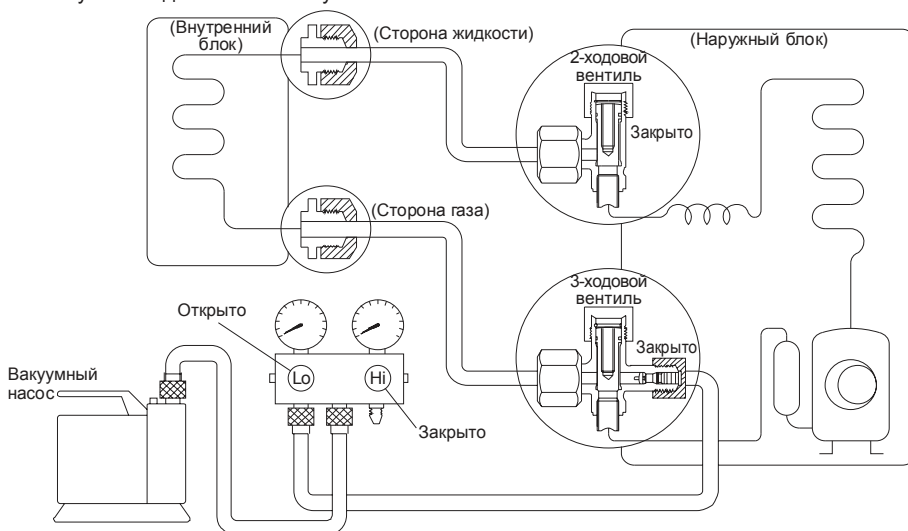 (Внутренний
блок)
(Сторона жидкости)
(Наружный блок)
2-ходовой
вентиль
Закрыто
(Сторона газа)
3-ходовой
вентиль
Закрыто
Открыто
Lo
Hi
Закрыто
Вакуумный
насос